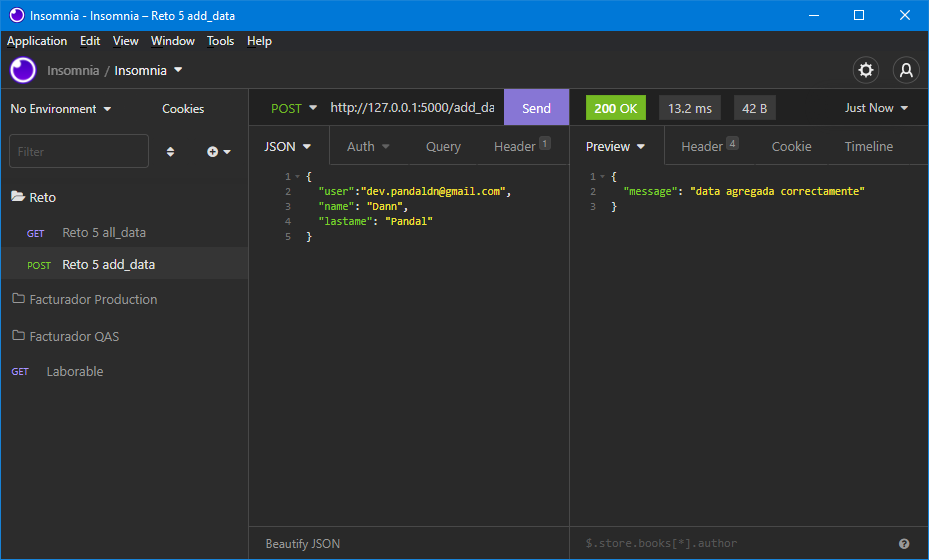 Insomnia - Insomnia – Reto 5 add_data
Application Edit View Window Tools Help
Insomnia / Insomnia
No Environment Cookies
Filter
Reto
GET Reto 5 all_data
POST Reto 5 add_data
Facturador Production
Facturador QAS
GET Laborable
POST http://127.0.0.1:5000/add_da Send
JSON Auth Query Header 1
1 {
2 "user":"dev.pandaldn@gmail.com",
3 "name": "Dann",
4 "lastame": "Pandal"
5 }
Beautify JSON
200 OK 13.2 ms 42 B Just Now
Preview Header 4 Cookie Timeline
1 {
2 "message": "data agregada correctamente"
3 }
$.store.books[*].author